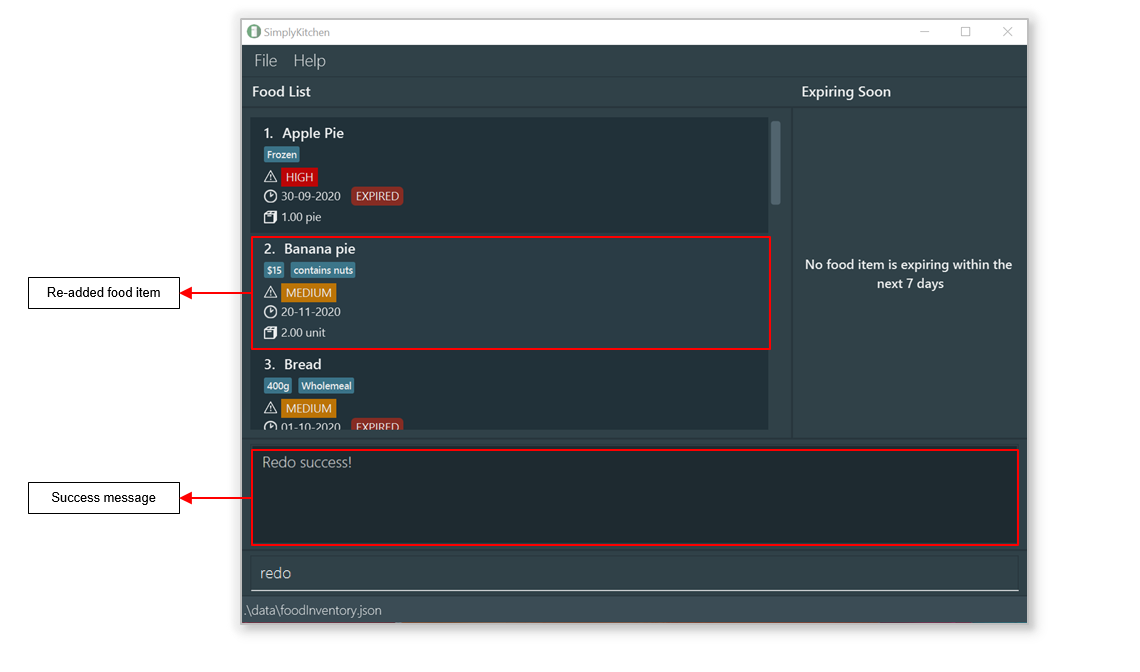 SimplyKitchen
File Help
Food List
Expiring Soon
1. Apple Pie
Frozen
HIGH
30-09-2020 EXPIRED
1.00 pie
2. Banana pie
$15 contains nuts
MEDIUM
20-11-2020
2.00 unit
3. Bread
400g Wholemeal
MEDIUM
01-10-2020 EXPIRED
No food item is expiring within the
next 7 days
Re-added food item
Redo success!
Success message
redo
.\data\foodInventory.json